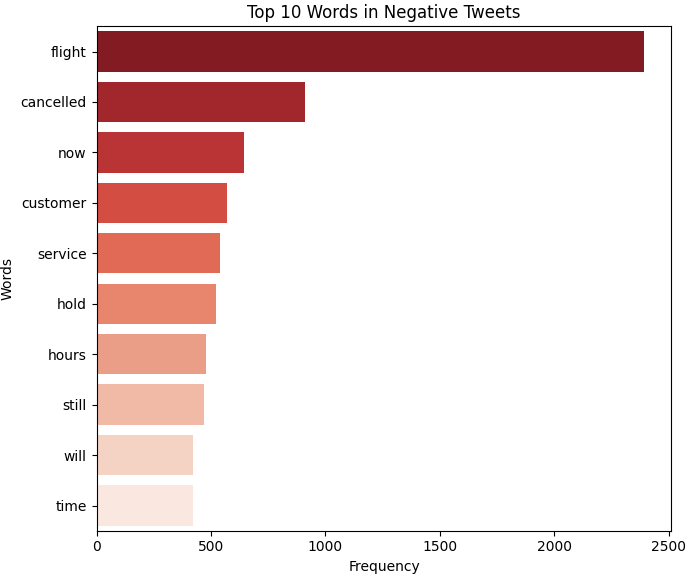 Top 10 Words in Negative Tweets
flight
cancelled
now
customer
service
hold
hours
still
will
time
Words
0 500 1000 1500 2000 2500
Frequency